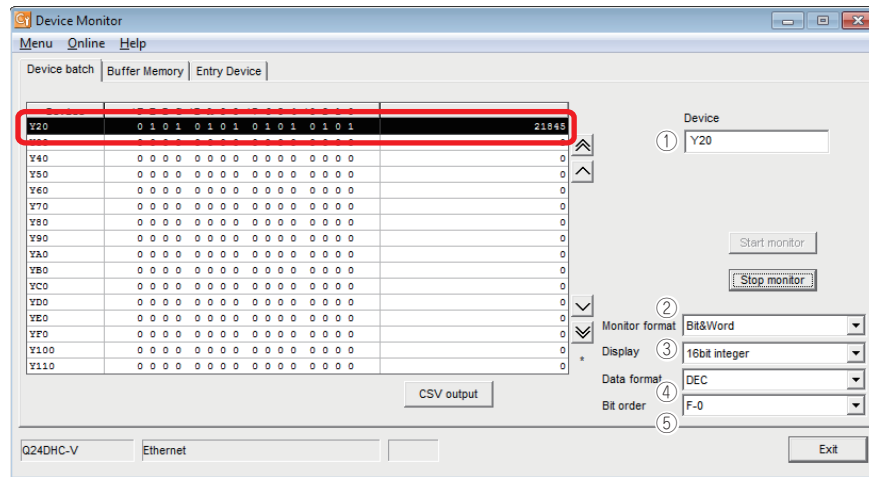 Device Monitor
Menu Online Help
Device batch Buffer Memory Entry Device
Y20 0 1 0 1 0 1 0 1 0 1 0 1 0 1 0 1 21845
Y40 0 0 0 0 0 0 0 0 0 0 0 0 0 0 0 0 0
Y50 0 0 0 0 0 0 0 0 0 0 0 0 0 0 0 0 0
Y60 0 0 0 0 0 0 0 0 0 0 0 0 0 0 0 0 0
Y70 0 0 0 0 0 0 0 0 0 0 0 0 0 0 0 0 0
Y80 0 0 0 0 0 0 0 0 0 0 0 0 0 0 0 0 0
Y90 0 0 0 0 0 0 0 0 0 0 0 0 0 0 0 0 0
YA0 0 0 0 0 0 0 0 0 0 0 0 0 0 0 0 0 0
YB0 0 0 0 0 0 0 0 0 0 0 0 0 0 0 0 0 0
YC0 0 0 0 0 0 0 0 0 0 0 0 0 0 0 0 0 0
YD0 0 0 0 0 0 0 0 0 0 0 0 0 0 0 0 0 0
YE0 0 0 0 0 0 0 0 0 0 0 0 0 0 0 0 0 0
YF0 0 0 0 0 0 0 0 0 0 0 0 0 0 0 0 0 0
Y100 0 0 0 0 0 0 0 0 0 0 0 0 0 0 0 0 0
Y110 0 0 0 0 0 0 0 0 0 0 0 0 0 0 0 0 0
CSV output
Device
① Y20
Start monitor
Stop monitor
②
Monitor format Bit&Word
Display ③ 16bit integer
Data format DEC
④
Bit order F-0
⑤
*
Q24DHC-V Ethernet
Exit